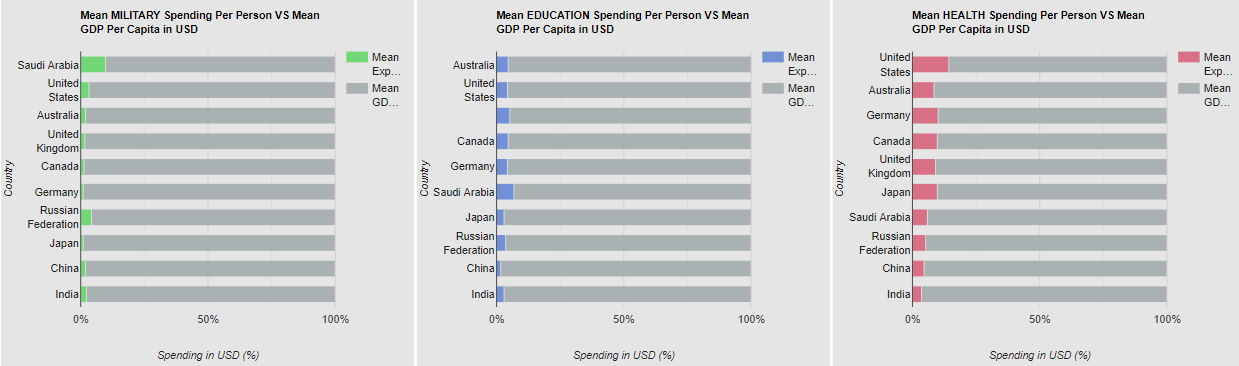 Mean MILITARY Spending Per Person VS Mean
GDP Per Capita in USD
Saudi Arabia
United
States
Australia
United
Kingdom
Canada
Germany
Russian
Federation
Japan
China
India
Country
0%
50%
100%
Spending in USD (%)
Mean
Exp...
Mean
GD...
Mean EDUCATION Spending Per Person VS Mean
GDP Per Capita in USD
Australia
United
States
Canada
Germany
Saudi Arabia
Japan
Russian
Federation
China
India
Country
0%
50%
100%
Spending in USD (%)
Mean
Exp...
Mean
GD...
Mean HEALTH Spending Per Person VS Mean
GDP Per Capita in USD
United
States
Australia
Germany
Canada
United
Kingdom
Japan
Saudi Arabia
Russian
Federation
China
India
Country
0%
50%
100%
Spending in USD (%)
Mean
Exp...
Mean
GD...